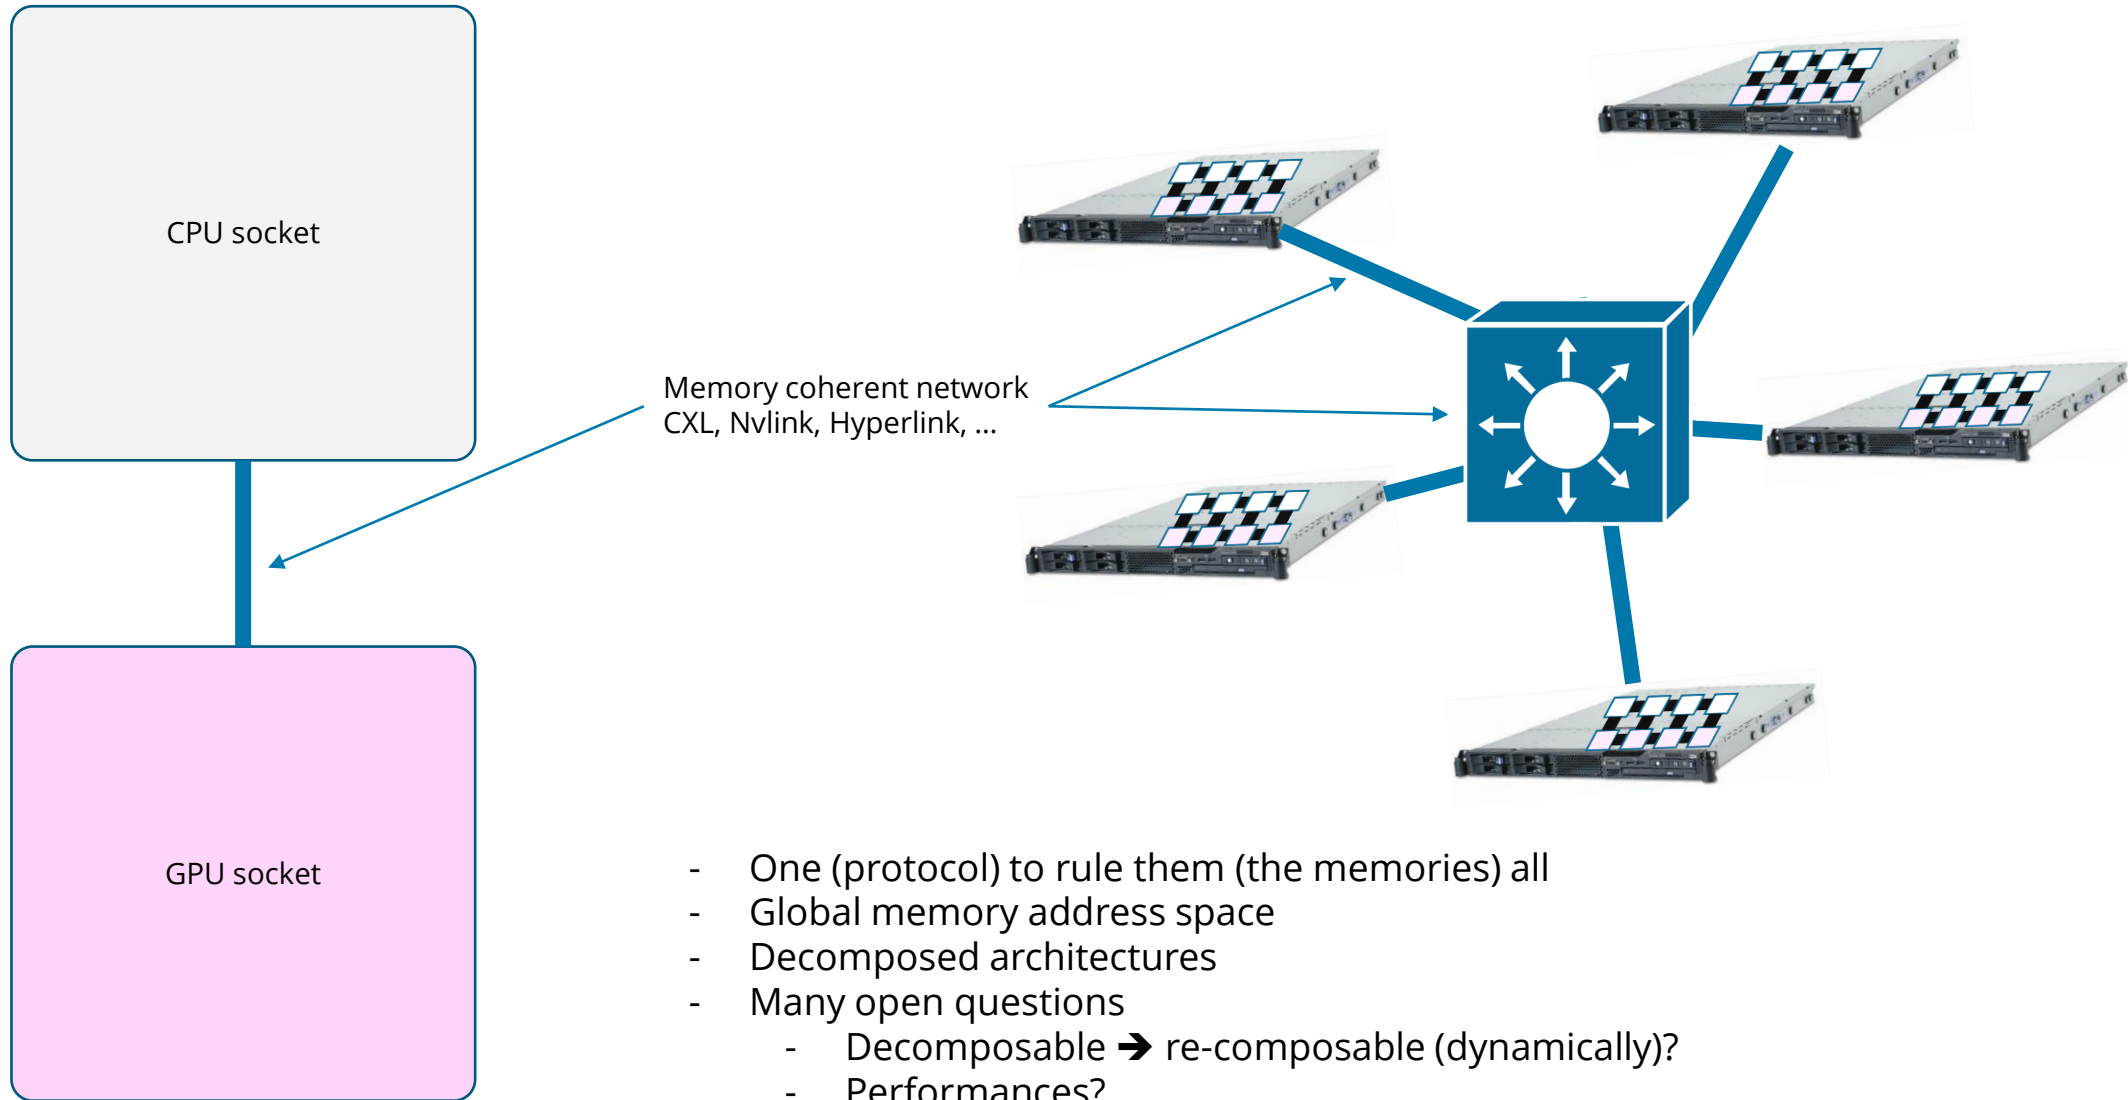 CPU socket
Memory coherent network
CXL, Nvlink, Hyperlink, ...
GPU socket
- One (protocol) to rule them (the memories) all
- Global memory address space
- Decomposed architectures
- Many open questions
- Decomposable ➔ re-composable (dynamically)?
- Performances?